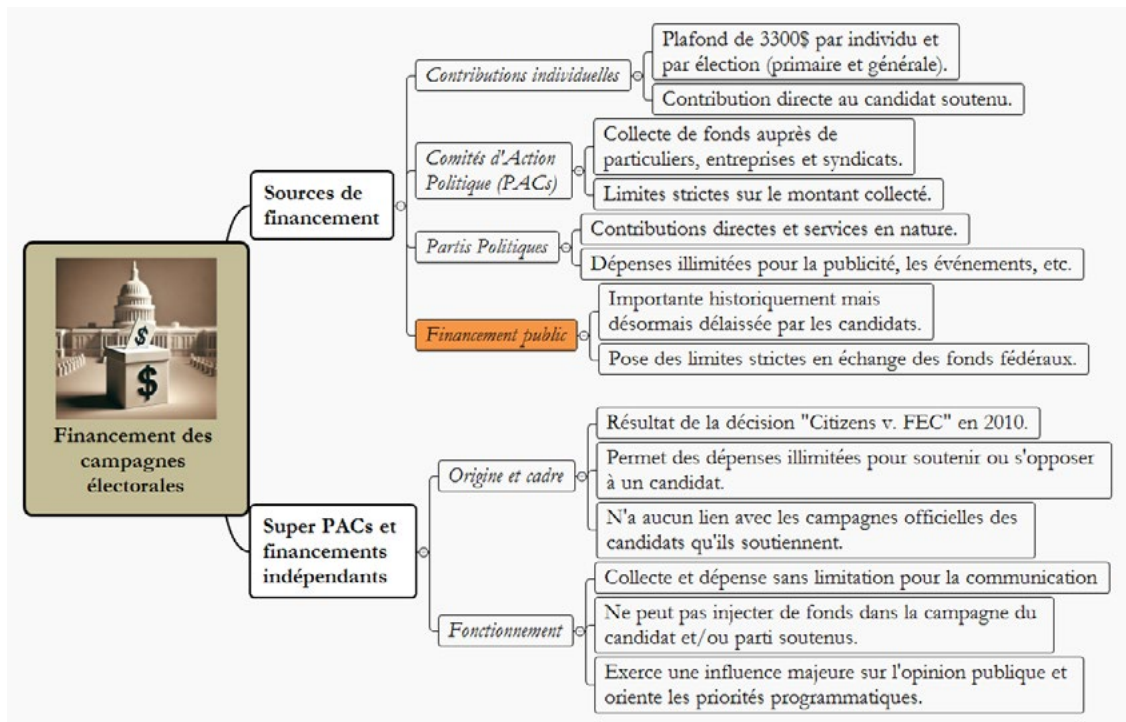 Financement des
campagnes
électorales
Sources de
financement
Contributions individuelles
Plafond de 3300$ par individu et
par élection (primaire et générale).
Contribution directe au candidat soutenu.
Comités d'Action
Politique (PACs)
Collecte de fonds auprès de
particuliers, entreprises et syndicats.
Limites strictes sur le montant collecté.
Partis Politiques
Contributions directes et services en nature.
Dépenses illimitées pour la publicité, les événements, etc.
Financement public
Importante historiquement mais
désormais délaissée par les candidats.
Pose des limites strictes en échange des fonds fédéraux.
Super PACs et
financements
indépendants
Origine et cadre
Résultat de la décision "Citizens v. FEC" en 2010.
Permet des dépenses illimitées pour soutenir ou s'opposer
à un candidat.
N'a aucun lien avec les campagnes officielles des
candidats qu'ils soutiennent.
Fonctionnement
Collecte et dépense sans limitation pour la communication
Ne peut pas injecter de fonds dans la campagne du
candidat et/ou parti soutenus.
Exerce une influence majeure sur l'opinion publique et
oriente les priorités programmatiques.
$
$